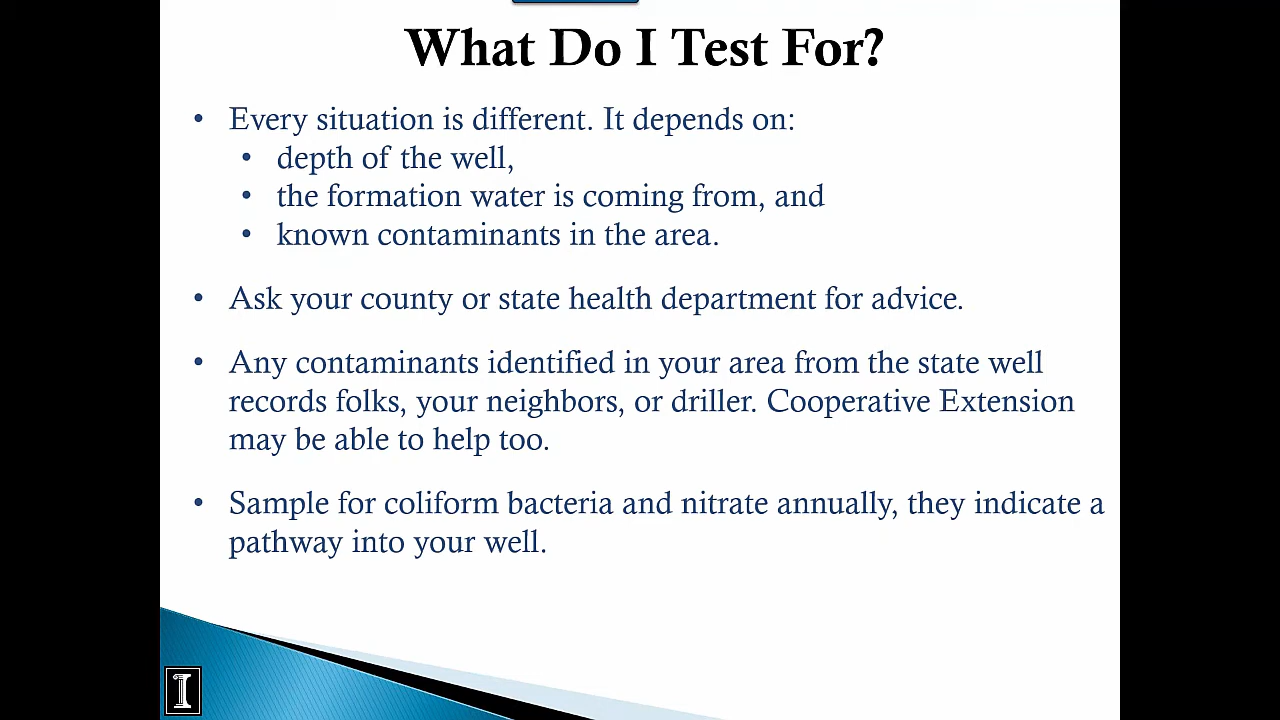 What Do I Test For?
• Every situation is different. It depends on:
• depth of the well,
• the formation water is coming from, and
• known contaminants in the area.
• Ask your county or state health department for advice.
• Any contaminants identified in your area from the state well
records folks, your neighbors, or driller. Cooperative Extension
may be able to help too.
• Sample for coliform bacteria and nitrate annually, they indicate a
pathway into your well.
I